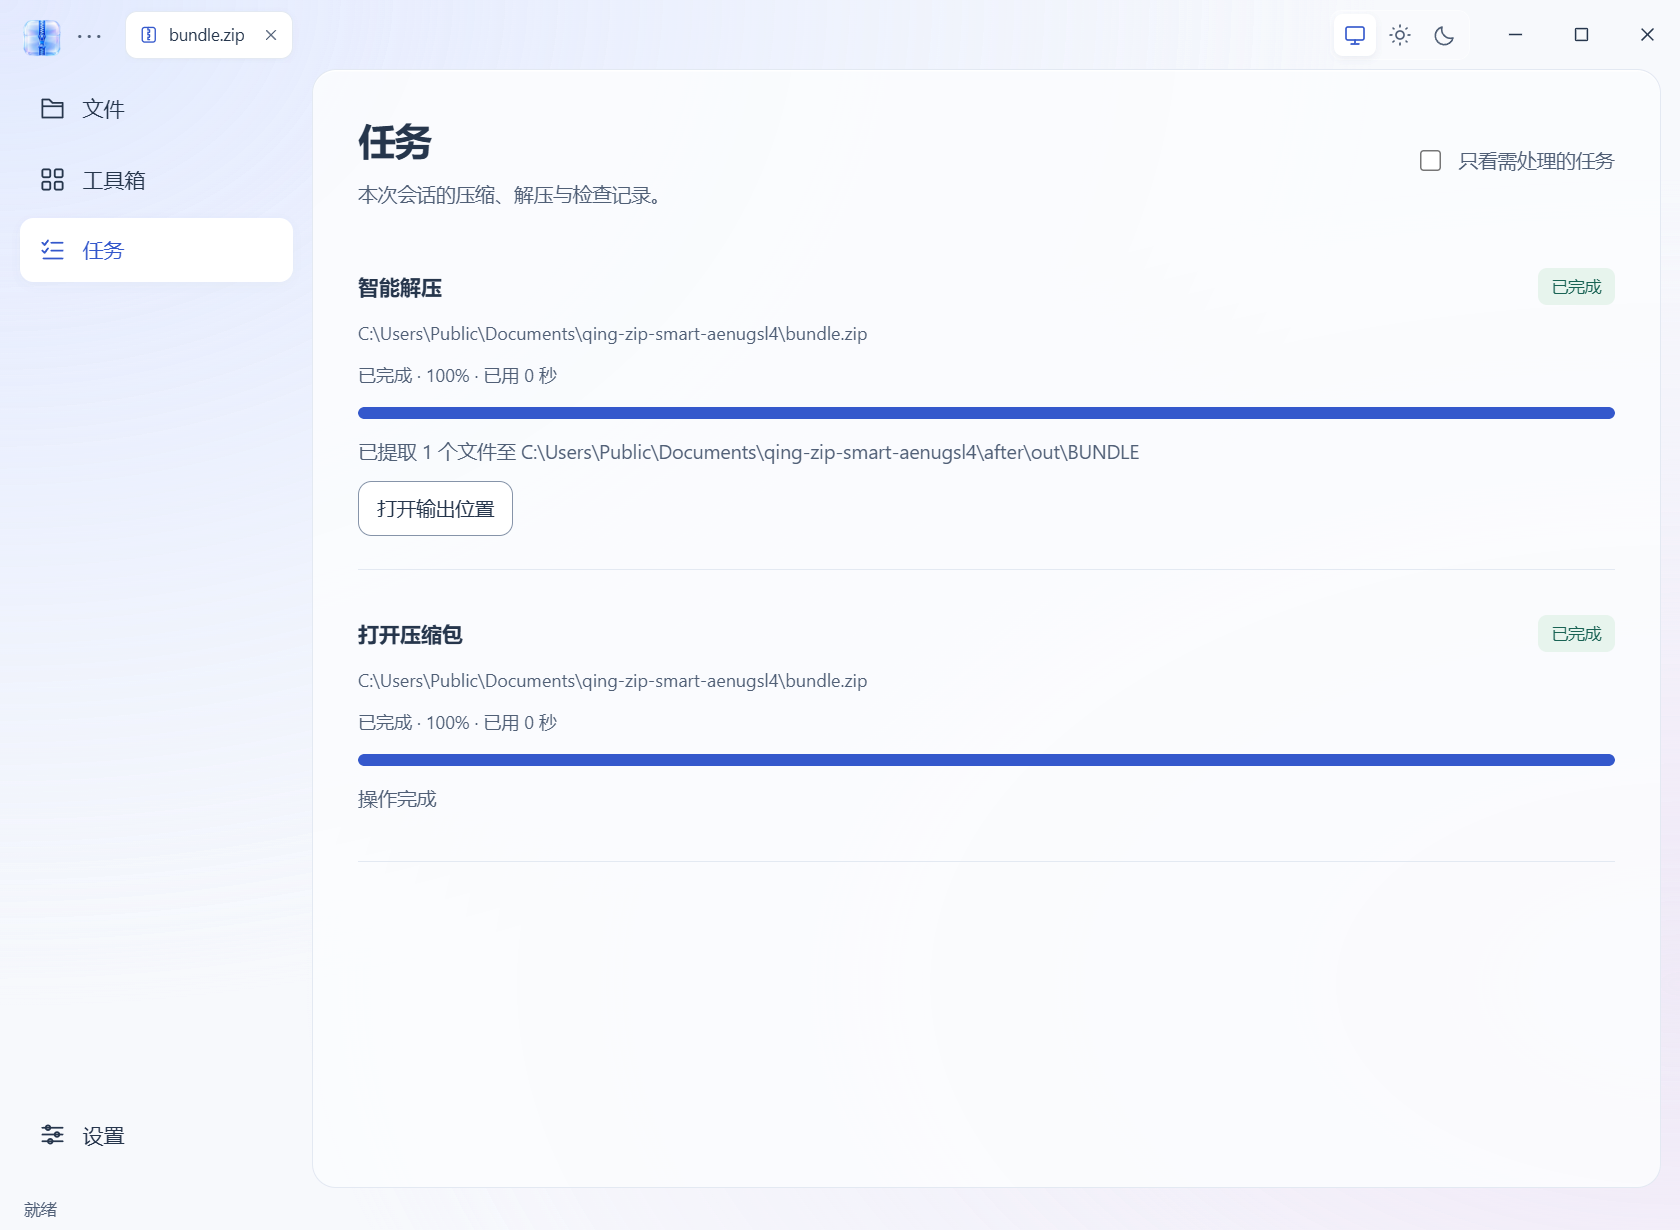 bundle.zip
文件
工具箱
任务
任务
本次会话的压缩、解压与检查记录。
只看需处理的任务
智能解压
已完成
C:\Users\Public\Documents\qing-zip-smart-aenugsl4\bundle.zip
已完成 · 100% · 已用 0 秒
已提取 1 个文件至 C:\Users\Public\Documents\qing-zip-smart-aenugsl4\after\out\BUNDLE
打开输出位置
打开压缩包
已完成
C:\Users\Public\Documents\qing-zip-smart-aenugsl4\bundle.zip
已完成 · 100% · 已用 0 秒
操作完成
设置
就绪